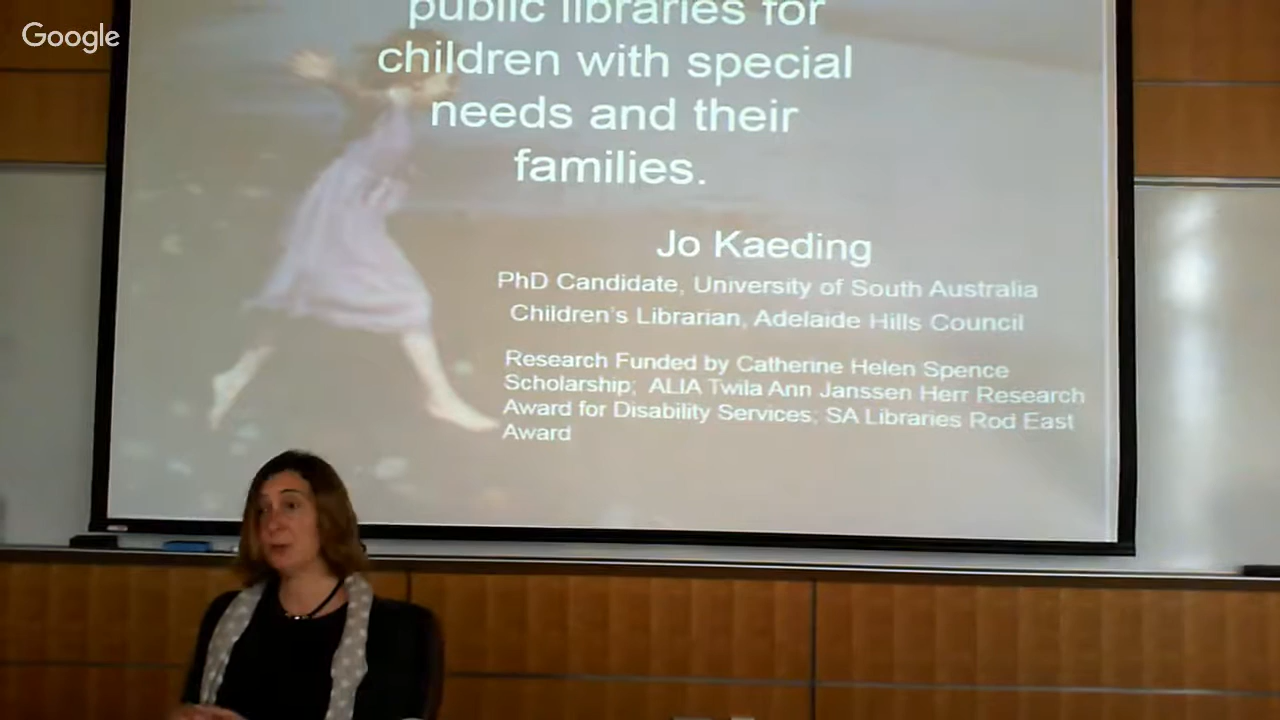 Google
public libraries for
children with special
needs and their
families.
Jo Kaeding
PhD Candidate, University of South Australia
Children's Librarian, Adelaide Hills Council
Research Funded by Catherine Helen Spence
Scholarship; ALIA Twila Ann Janssen Herr Research
Award for Disability Services; SA Libraries Rod East
Award